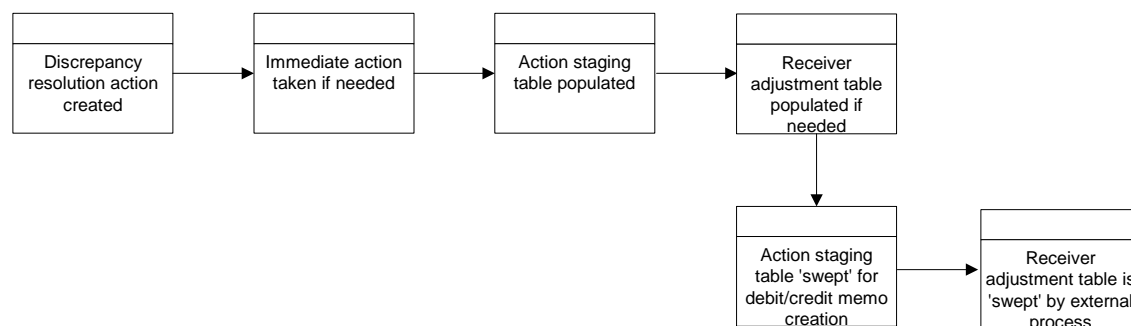 Discrepancy
resolution action
created
Immediate action
taken if needed
Action staging
table populated
Receiver
adjustment table
populated if
needed
Action staging
table 'swept' for
debit/credit memo
creation
Receiver
adjustment table is
'swept' by external
process